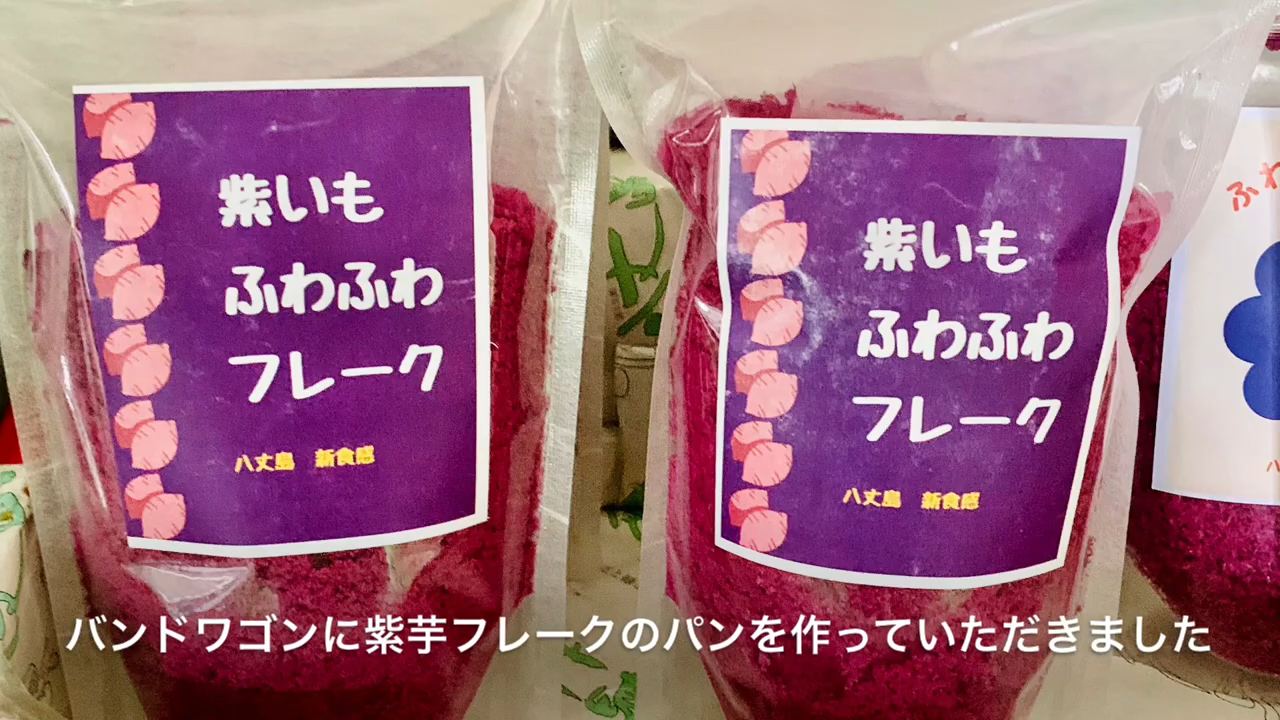 紫いも
ふわふわ
フレーク
八丈島 新食感
紫いも
ふわふわ
フレーク
八丈島 新食感
ふわ
バンドワゴンに紫芋フレークのパンを作っていただきました